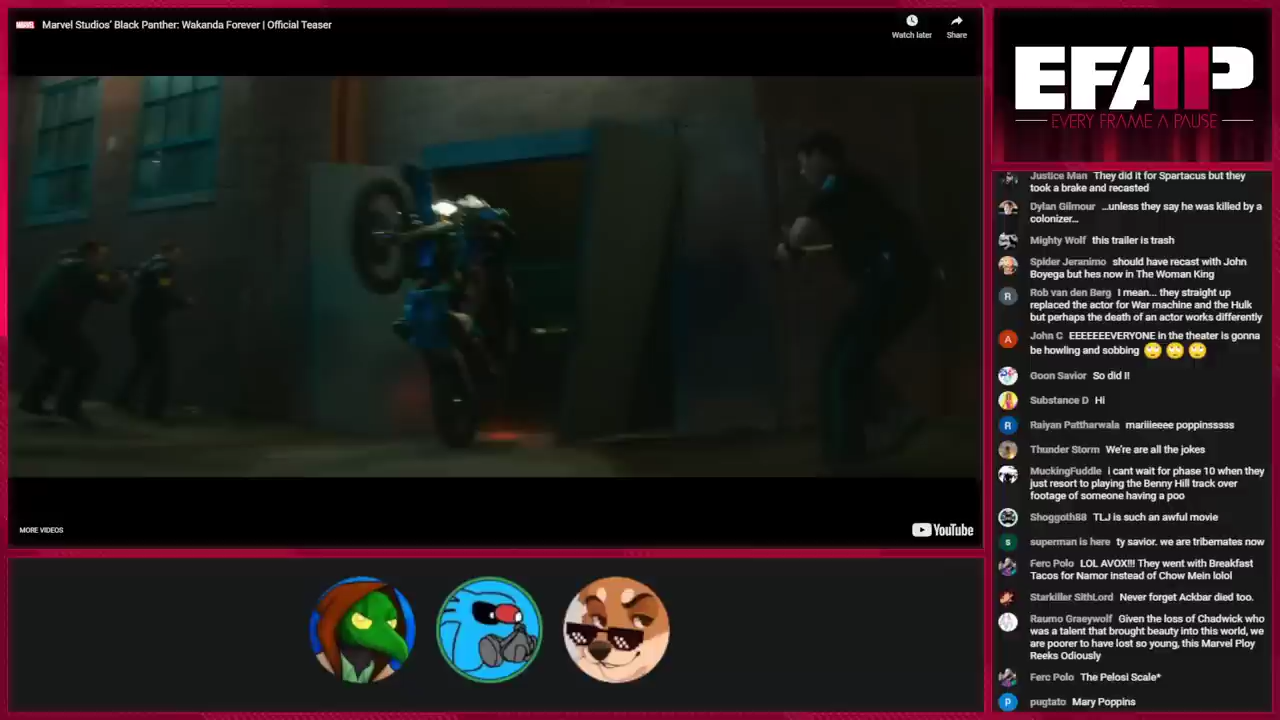 MARVEL
Marvel Studios' Black Panther: Wakanda Forever | Official Teaser
Watch later
Share
MORE VIDEOS
YouTube
EFAP
EVERY FRAME A PAUSE
Justice Man They did it for Spartacus but they
took a brake and recasted
Dylan Gilmour ...unless they say he was killed by a
colonizer...
Mighty Wolf this trailer is trash
Spider Jeranimo should have recast with John
Boyega but hes now in The Woman King
R
Rob van den Berg I mean... they straight up
replaced the actor for War machine and the Hulk
but perhaps the death of an actor works differently
John C EEEEEEEVERYONE in the theater is gonna
be howling and sobbing 🙄 🙄 🙄
Goon Savior So did I!
Substance D Hi
R
Raiyan Pattharwala mariiieeee poppinsssss
Thunder Storm We're are all the jokes
MuckingFuddle i cant wait for phase 10 when they
just resort to playing the Benny Hill track over
footage of someone having a poo
Shoggoth88 TLJ is such an awful movie
s
superman is here ty savior. we are tribemates now
Ferc Polo LOL AVOX!!! They went with Breakfast
Tacos for Namor instead of Chow Mein lolol
Starkiller SithLord Never forget Ackbar died too.
Raumo Graeywolf Given the loss of Chadwick who
was a talent that brought beauty into this world, we
are poorer to have lost so young, this Marvel Ploy
Reeks Odiously
Ferc Polo The Pelosi Scale*
P
pugtato Mary Poppins